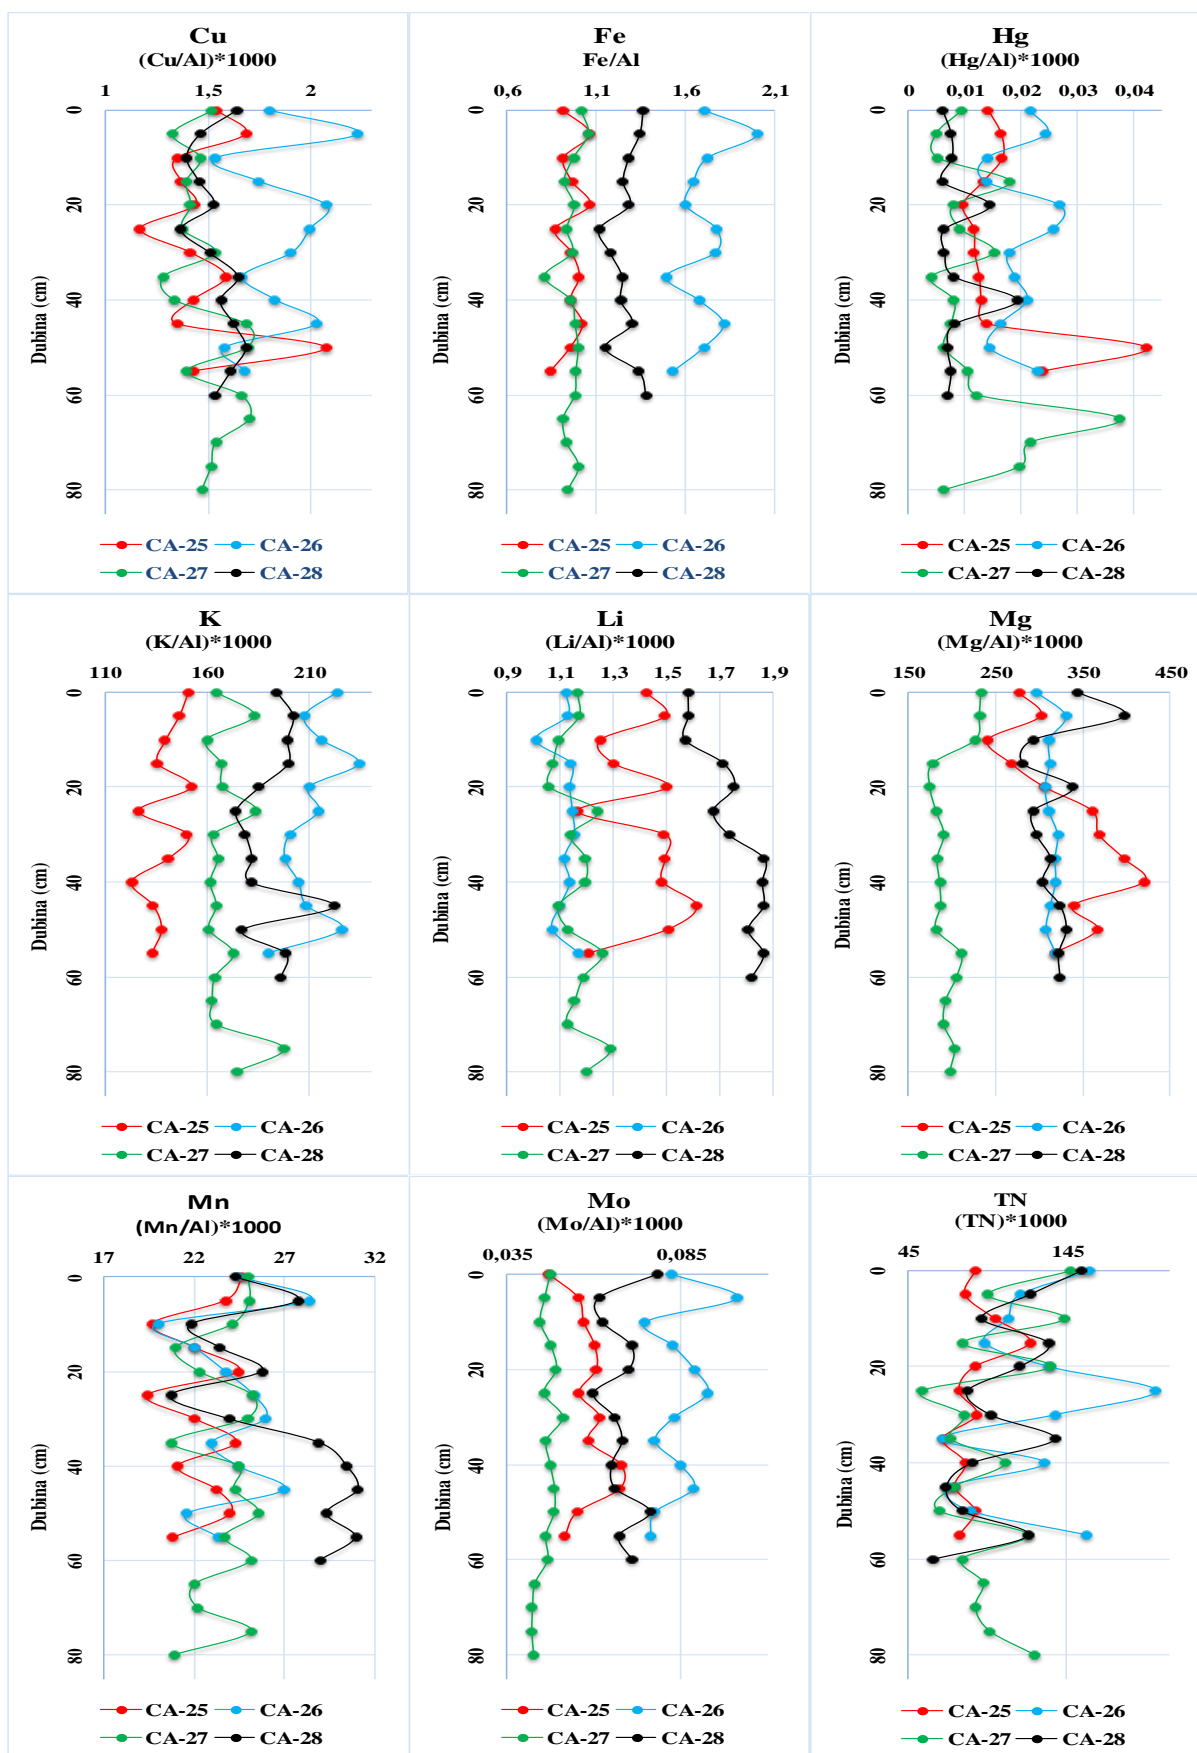 Cu
(Cu/Al)*1000
1 1,5 2
0
20
40
60
80
Dubina (cm)
CA-25 CA-26
CA-27 CA-28
Fe
Fe/Al
0,6 1,1 1,6 2,1
0
20
40
60
80
Dubina (cm)
CA-25 CA-26
CA-27 CA-28
Hg
(Hg/Al)*1000
0 0,01 0,02 0,03 0,04
0
20
40
60
80
Dubina (cm)
CA-25 CA-26
CA-27 CA-28
K
(K/Al)*1000
110 160 210
0
20
40
60
80
Dubina (cm)
CA-25 CA-26
CA-27 CA-28
Li
(Li/Al)*1000
0,9 1,1 1,3 1,5 1,7 1,9
0
20
40
60
80
Dubina (cm)
CA-25 CA-26
CA-27 CA-28
Mg
(Mg/Al)*1000
150 250 350 450
0
20
40
60
80
Dubina (cm)
CA-25 CA-26
CA-27 CA-28
Mn
(Mn/Al)*1000
17 22 27 32
0
20
40
60
80
Dubina (cm)
CA-25 CA-26
CA-27 CA-28
Mo
(Mo/Al)*1000
0,035 0,085
0
20
40
60
80
Dubina (cm)
CA-25 CA-26
CA-27 CA-28
TN
(TN)*1000
45 145
0
20
40
60
80
Dubina (cm)
CA-25 CA-26
CA-27 CA-28